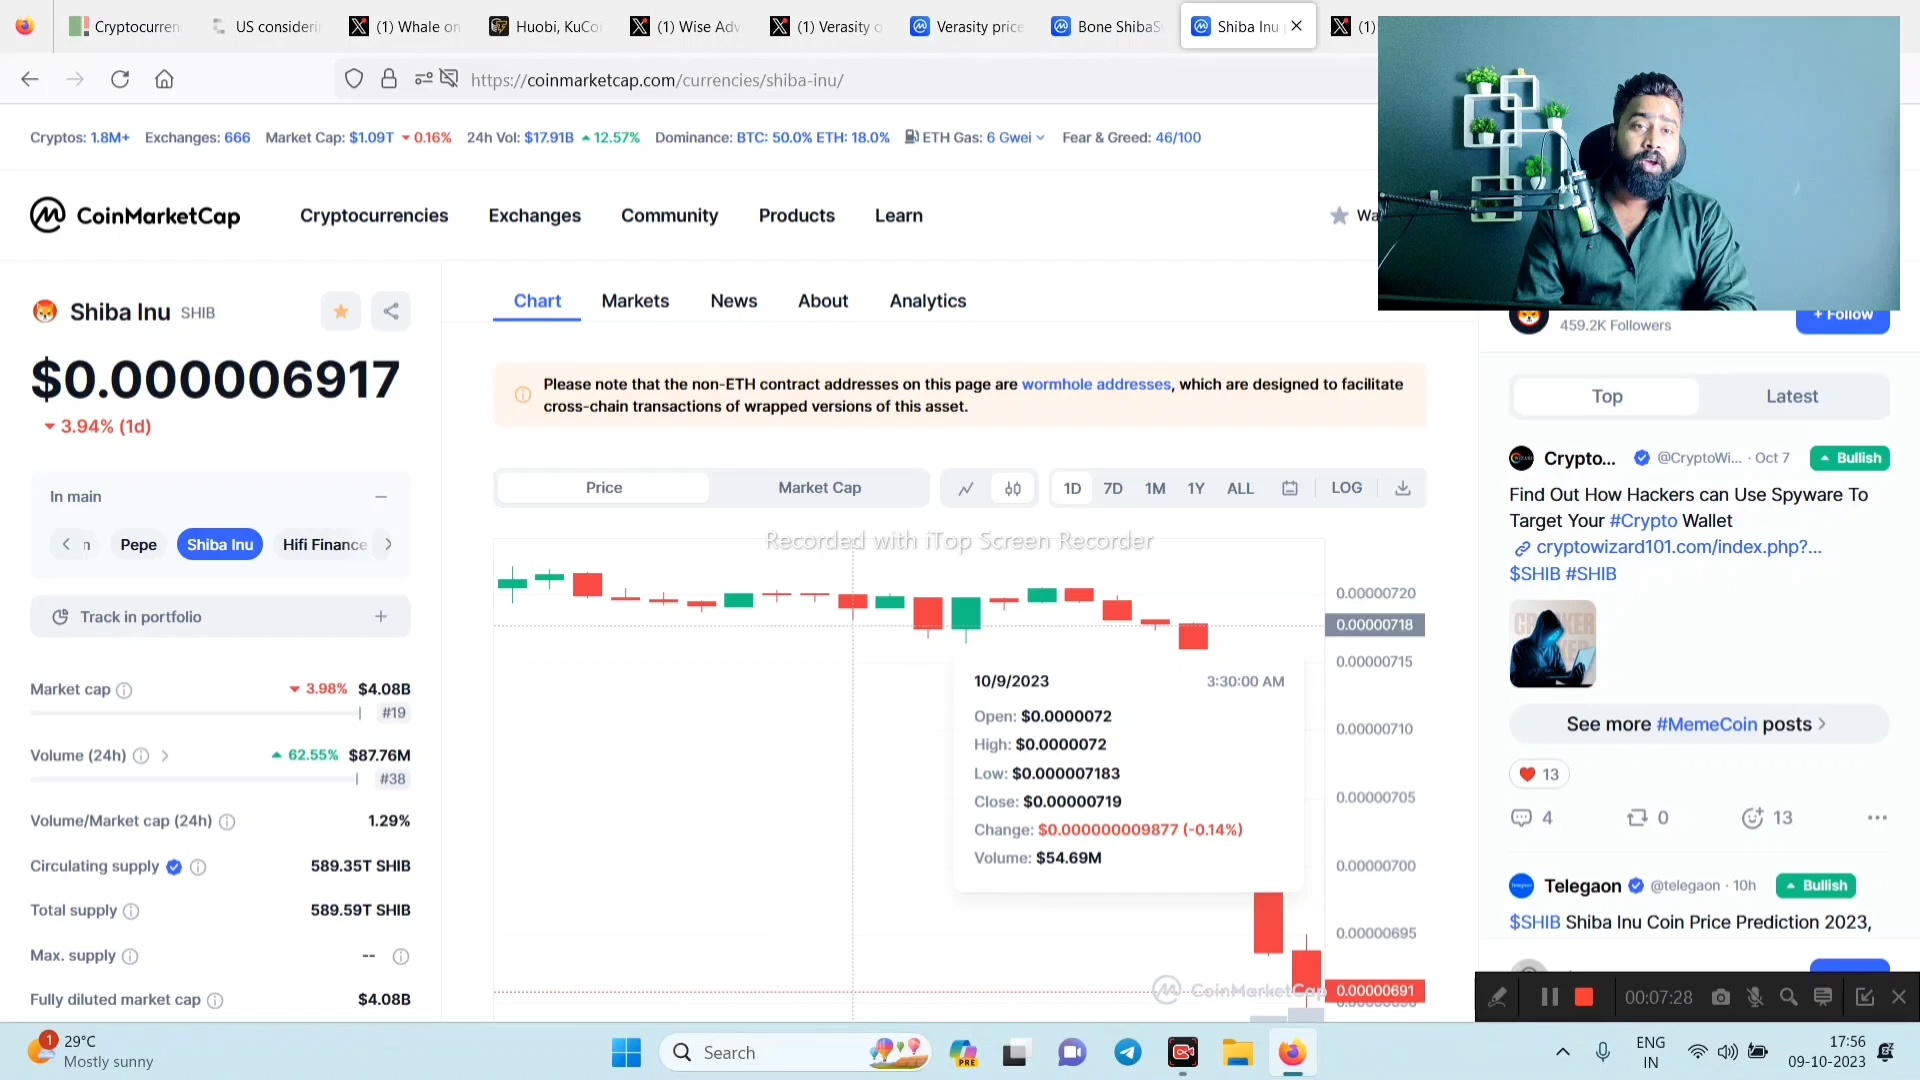 Cryptocurren
US considerin
(1) Whale on
Huobi, KuCoi
(1) Wise Adv
(1) Verasity c
Verasity price
Bone ShibaS
Shiba Inu
(1)
https://coinmarketcap.com/currencies/shiba-inu/
Cryptos: 1.8M+ Exchanges: 666 Market Cap: $1.09T 0.16% 24h Vol: $17.91B 12.57% Dominance: BTC: 50.0% ETH: 18.0% ETH Gas: 6 Gwei Fear & Greed: 46/100
CoinMarketCap
Cryptocurrencies
Exchanges
Community
Products
Learn
Wa
Shiba Inu SHIB
$0.000006917
3.94% (1d)
In main
n
Pepe
Shiba Inu
Hifi Finance
Track in portfolio
Market cap 3.98% $4.08B
#19
Volume (24h) 62.55% $87.76M
#38
Volume/Market cap (24h) 1.29%
Circulating supply 589.35T SHIB
Total supply 589.59T SHIB
Max. supply --
Fully diluted market cap $4.08B
Chart
Markets
News
About
Analytics
Please note that the non-ETH contract addresses on this page are wormhole addresses, which are designed to facilitate
cross-chain transactions of wrapped versions of this asset.
Price
Market Cap
1D
7D
1M
1Y
ALL
LOG
Recorded with iTop Screen Recorder
0.00000720
0.00000718
0.00000715
0.00000710
0.00000705
0.00000700
0.00000695
0.00000691
10/9/2023 3:30:00 AM
Open: $0.0000072
High: $0.0000072
Low: $0.000007183
Close: $0.00000719
Change: $0.000000009877 (-0.14%)
Volume: $54.69M
CoinMarketCap
459.2K Followers
+ Follow
Top
Latest
Crypto... @CryptoWi... · Oct 7
Bullish
Find Out How Hackers can Use Spyware To
Target Your #Crypto Wallet
cryptowizard101.com/index.php?...
$SHIB #SHIB
See more #MemeCoin posts
13
4
0
13
Telegaon @telegaon · 10h
Bullish
$SHIB Shiba Inu Coin Price Prediction 2023,
00:07:28
1
29°C
Mostly sunny
Search
PRE
ENG
IN
17:56
09-10-2023